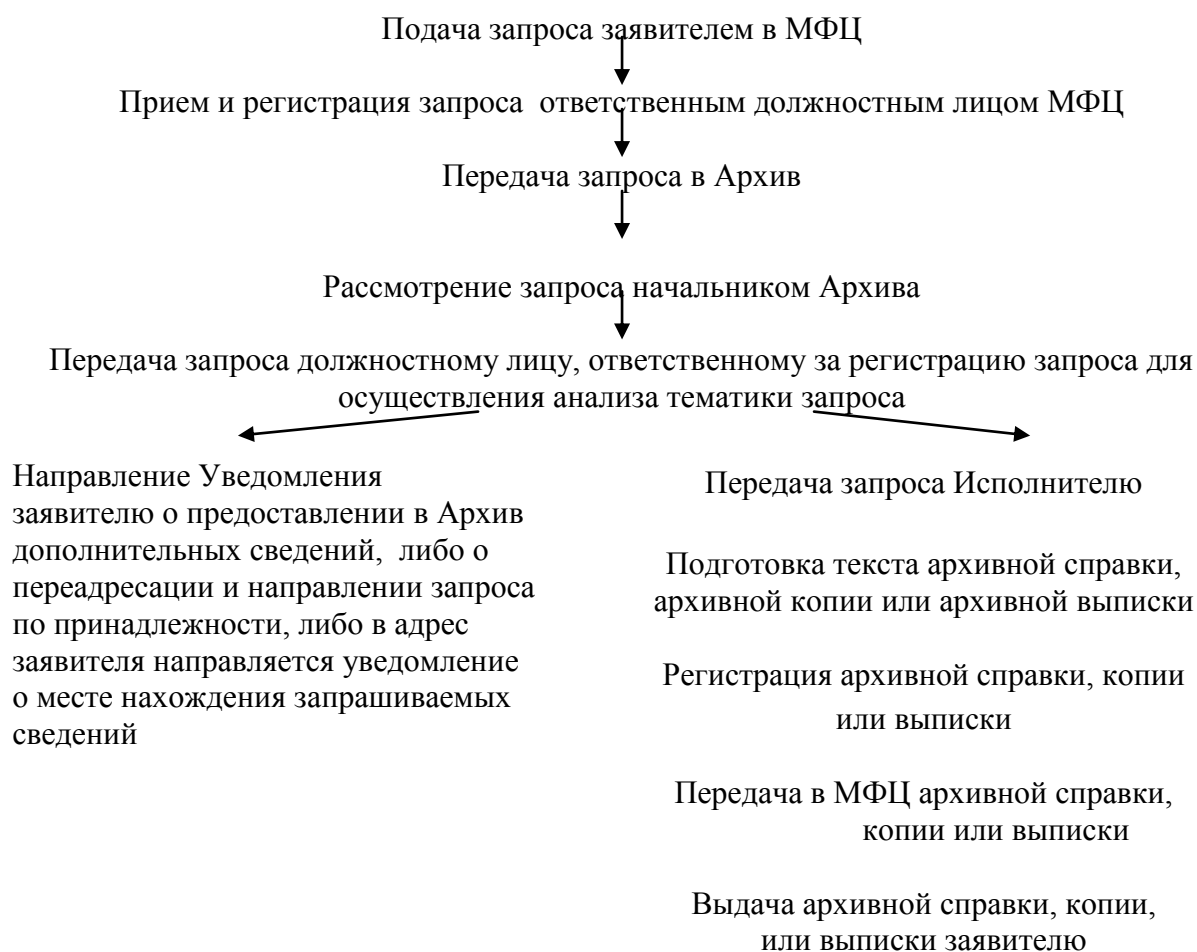 Подача запроса заявителем в МФЦ
Прием и регистрация запроса  ответственным должностным лицом МФЦ
Передача запроса в Архив
Рассмотрение запроса начальником Архива
Передача запроса должностному лицу, ответственному за регистрацию запроса для
осуществления анализа тематики запроса
Направление Уведомления
заявителю о предоставлении в Архив
дополнительных сведений,  либо о
переадресации и направлении запроса
по принадлежности, либо в адрес
заявителя направляется уведомление
о месте нахождения запрашиваемых
сведений
Передача запроса Исполнителю
Подготовка текста архивной справки,
архивной копии или архивной выписки
Регистрация архивной справки, копии
или выписки
Передача в МФЦ архивной справки,
копии или выписки
Выдача архивной справки, копии,
или выписки заявителю